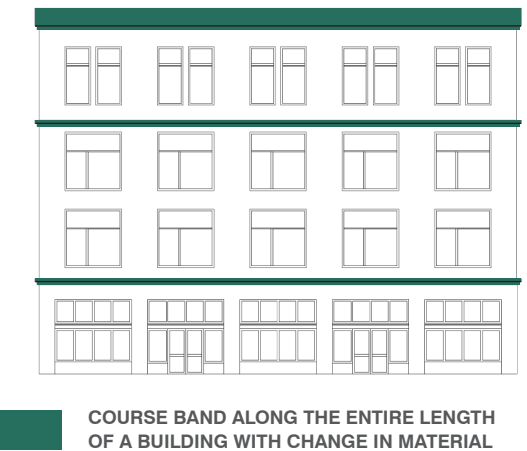 COURSE BAND ALONG THE ENTIRE LENGTH
OF A BUILDING WITH CHANGE IN MATERIAL